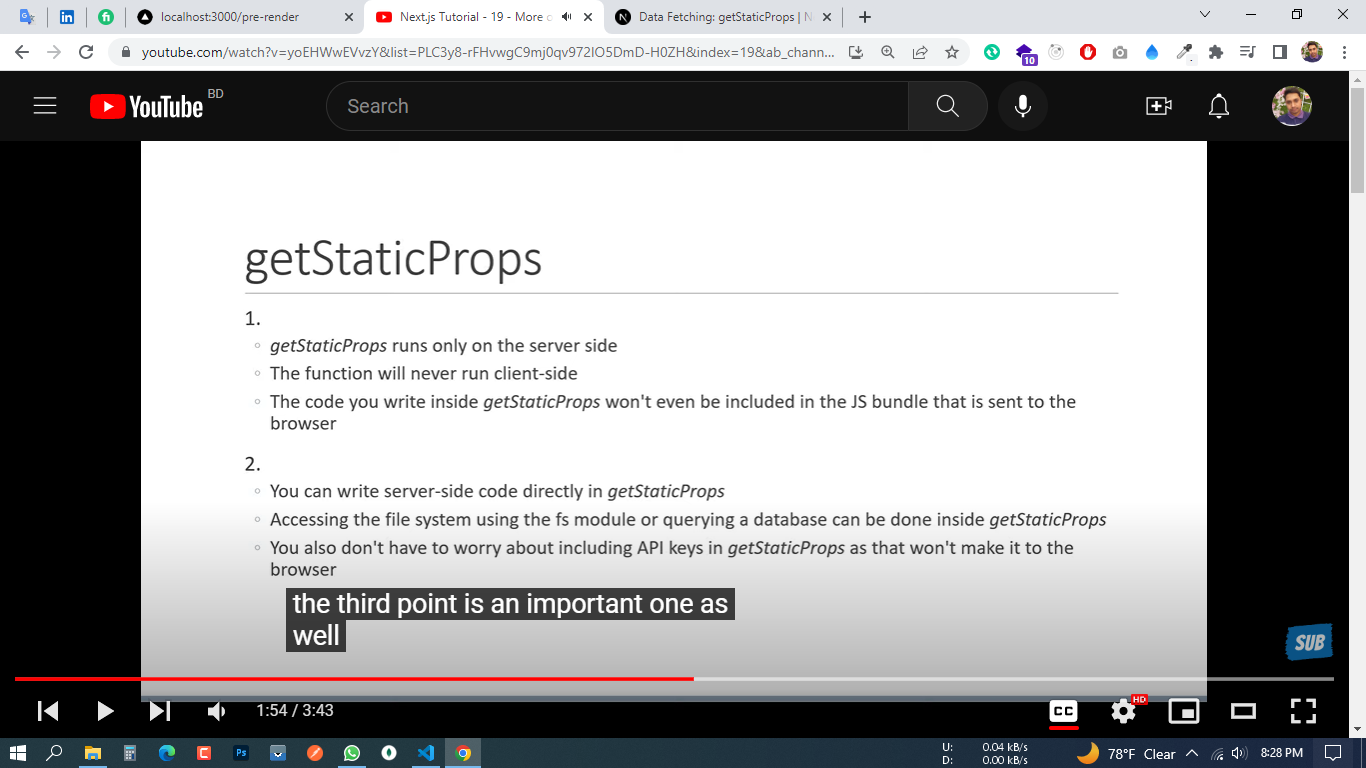 localhost:3000/pre-render
Next.js Tutorial - 19 - More o
Data Fetching: getStaticProps | N
youtube.com/watch?v=yoEHWwEVvzY&list=PLC3y8-rFHvwgC9mj0qv972IO5DmD-H0ZH&index=19&ab_chann...
10
YouTube
BD
Search
getStaticProps
1.
getStaticProps runs only on the server side
The function will never run client-side
The code you write inside getStaticProps won't even be included in the JS bundle that is sent to the
browser
2.
You can write server-side code directly in getStaticProps
Accessing the file system using the fs module or querying a database can be done inside getStaticProps
You also don't have to worry about including API keys in getStaticProps as that won't make it to the
browser
the third point is an important one as
well
SUB
1:54 / 3:43
CC
HD
U: 0.04 kB/s
D: 0.00 kB/s
78°F Clear
8:28 PM